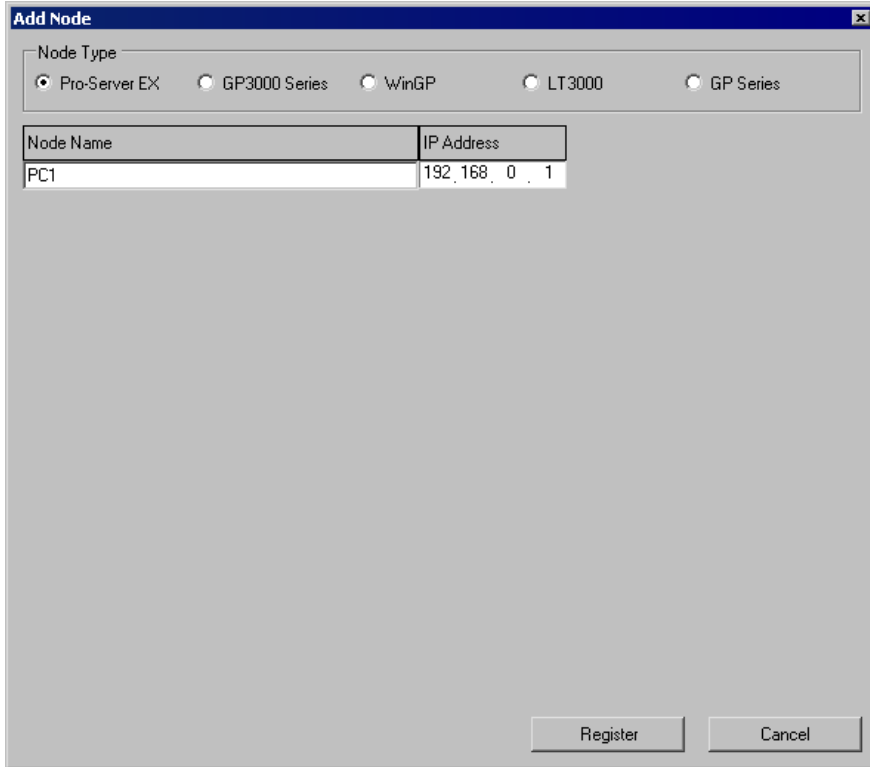 Add Node
Node Type
Pro-Server EX GP3000 Series WinGP LT3000 GP Series
Node Name IP Address
PC1 192.168.0.1
Register Cancel